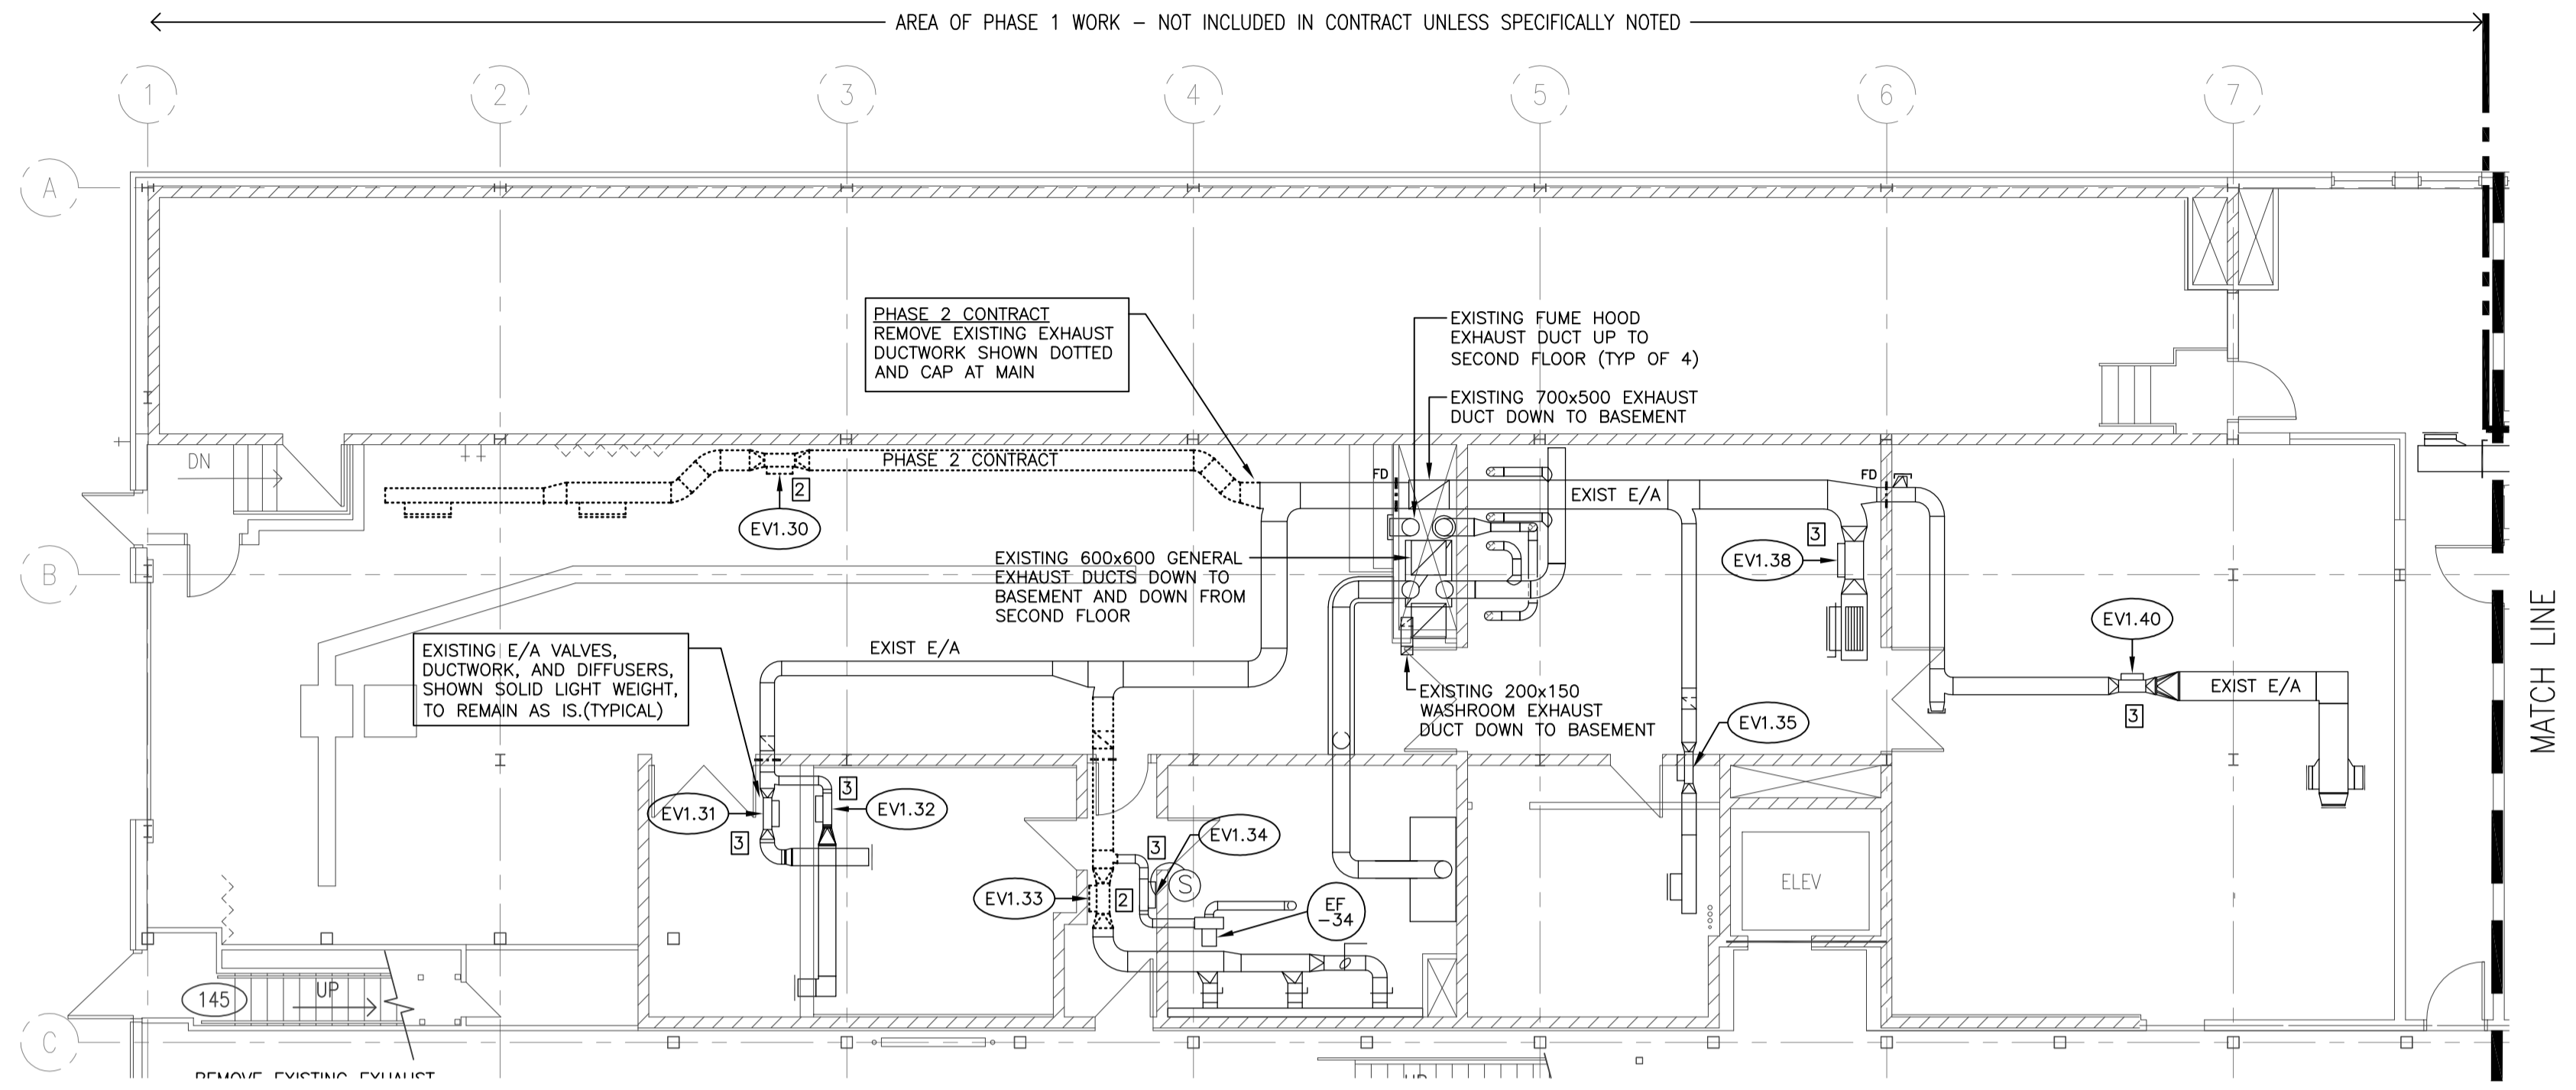 AREA OF PHASE 1 WORK – NOT INCLUDED IN CONTRACT UNLESS SPECIFICALLY NOTED
1
2
3
4
5
6
7
A
PHASE 2 CONTRACT
REMOVE EXISTING EXHAUST
DUCTWORK SHOWN DOTTED
AND CAP AT MAIN
EXISTING FUME HOOD
EXHAUST DUCT UP TO
SECOND FLOOR (TYP OF 4)
EXISTING 700x500 EXHAUST
DUCT DOWN TO BASEMENT
DN
PHASE 2 CONTRACT
2
EV1.30
FD
EXIST E/A
FD
3
EV1.38
B
EXISTING 600x600 GENERAL
EXHAUST DUCTS DOWN TO
BASEMENT AND DOWN FROM
SECOND FLOOR
EV1.40
EXIST E/A
3
MATCH LINE
EXIST E/A
EXISTING E/A VALVES,
DUCTWORK, AND DIFFUSERS,
SHOWN SOLID LIGHT WEIGHT,
TO REMAIN AS IS.(TYPICAL)
EXISTING 200x150
WASHROOM EXHAUST
DUCT DOWN TO BASEMENT
EV1.35
EV1.31
3
3
EV1.32
3
EV1.34
S
EV1.33
2
EF
-34
ELEV
145
UP
C
REMOVE EXISTING EXHAUST
UP